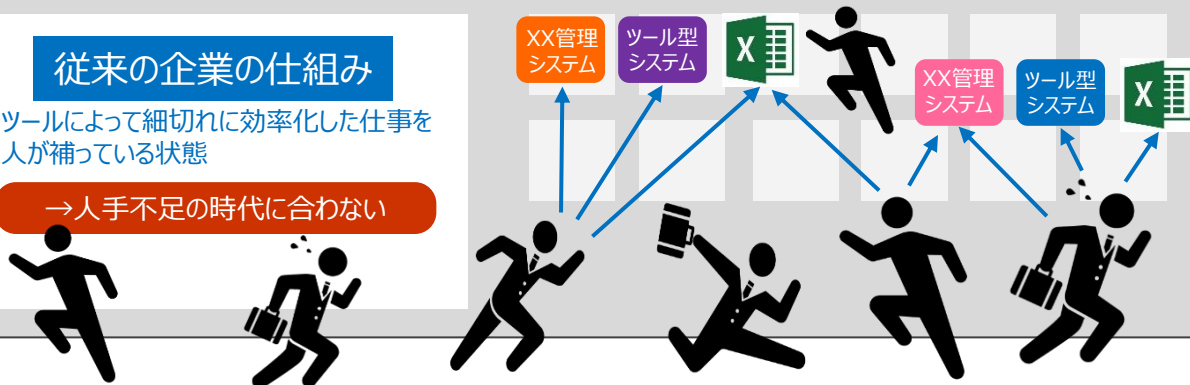 従来の企業の仕組み
ツールによって細切れに効率化した仕事を
人が補っている状態
→人手不足の時代に合わない
XX管理
システム
ツール型
システム
X
XX管理
システム
ツール型
システム
X